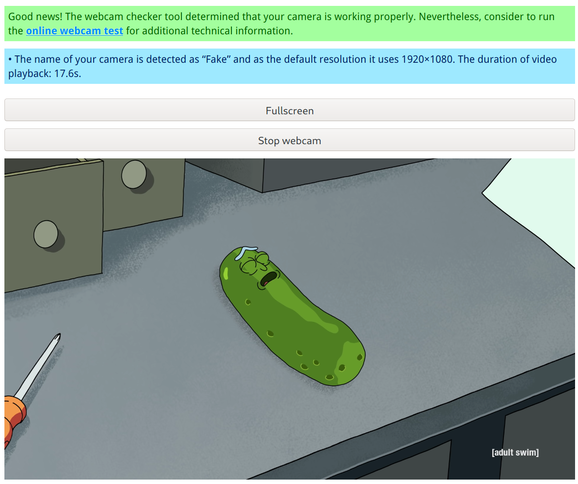 Good news! The webcam checker tool determined that your camera is working properly. Nevertheless, consider to run
the online webcam test for additional technical information.
• The name of your camera is detected as “Fake” and as the default resolution it uses 1920×1080. The duration of video
playback: 17.6s.
Fullscreen
Stop webcam
[adult swim]